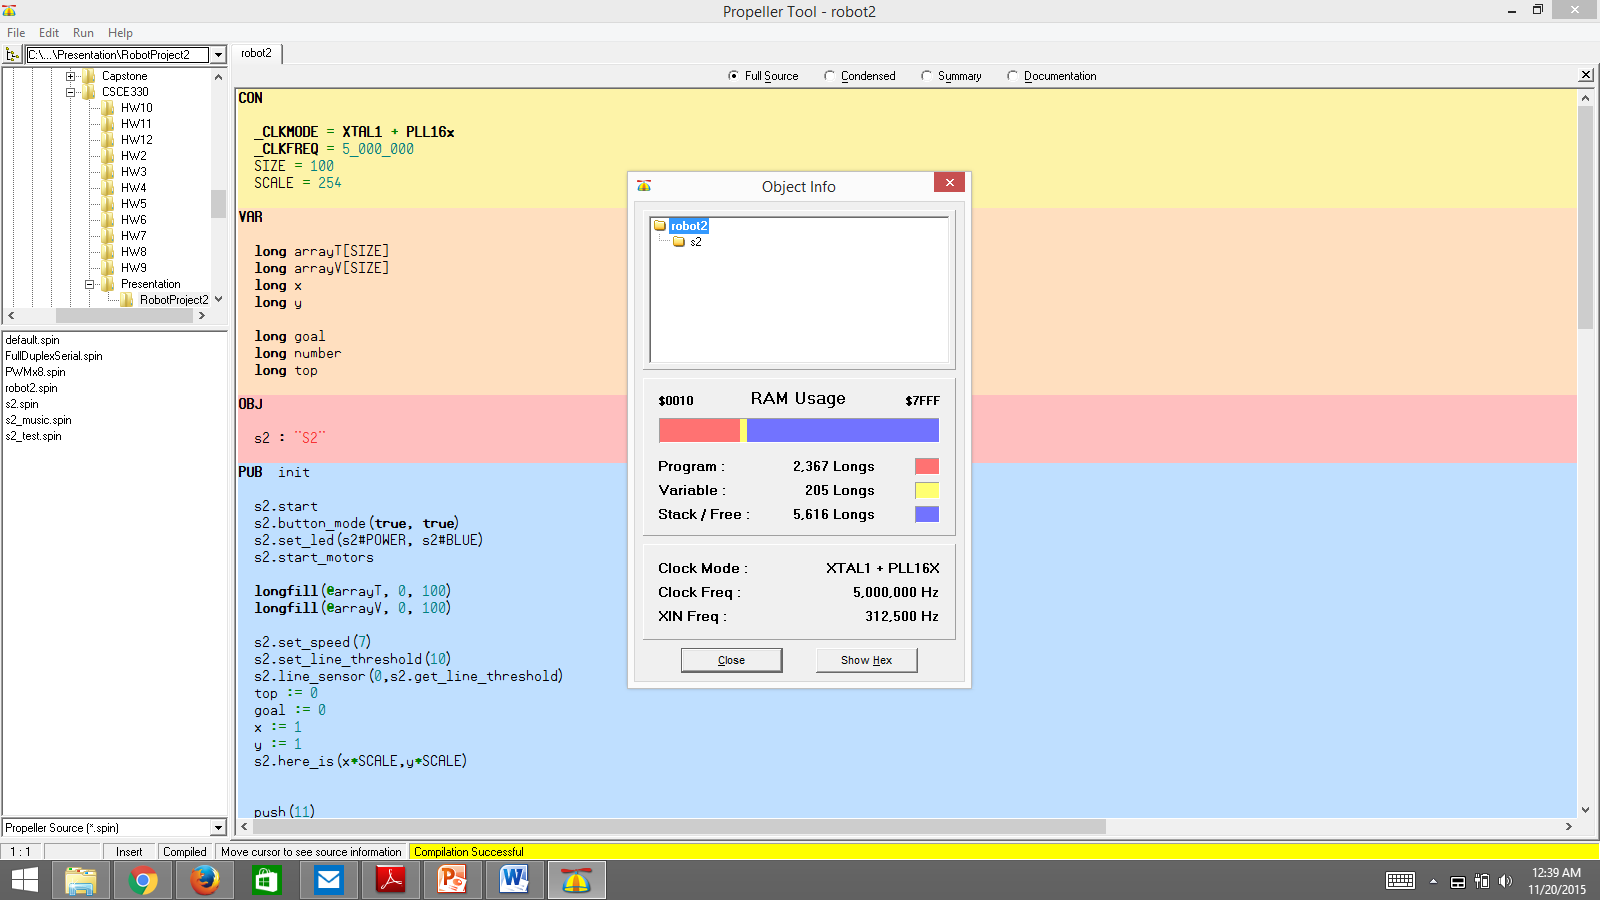 Propeller Tool - robot2
File Edit Run Help
C:\...\Presentation\RobotProject2
robot2
Full Source Condensed Summary Documentation
Capstone
CSCE330
HW10
HW11
HW12
HW2
HW3
HW4
HW5
HW6
HW7
HW8
HW9
Presentation
RobotProject2
default.spin
FullDuplexSerial.spin
PWMx8.spin
robot2.spin
s2.spin
s2_music.spin
s2_test.spin
Propeller Source (*.spin)
CON
_CLKMODE = XTAL1 + PLL16x
_CLKFREQ = 5_000_000
SIZE = 100
SCALE = 254
VAR
long arrayT[SIZE]
long arrayV[SIZE]
long x
long y
long goal
long number
long top
OBJ
s2 : "S2"
PUB init
s2.start
s2.button_mode(true, true)
s2.set_led(s2#POWER, s2#BLUE)
s2.start_motors
longfill(@arrayT, 0, 100)
longfill(@arrayV, 0, 100)
s2.set_speed(7)
s2.set_line_threshold(10)
s2.line_sensor(0,s2.get_line_threshold)
top := 0
goal := 0
x := 1
y := 1
s2.here_is(x*SCALE,y*SCALE)
push(11)
Object Info
robot2
s2
$0010 RAM Usage $7FFF
Program : 2,367 Longs
Variable : 205 Longs
Stack / Free : 5,616 Longs
Clock Mode : XTAL1 + PLL16X
Clock Freq : 5,000,000 Hz
XIN Freq : 312,500 Hz
Close Show Hex
1 : 1 Insert Compiled Move cursor to see source information Compilation Successful
12:39 AM
11/20/2015